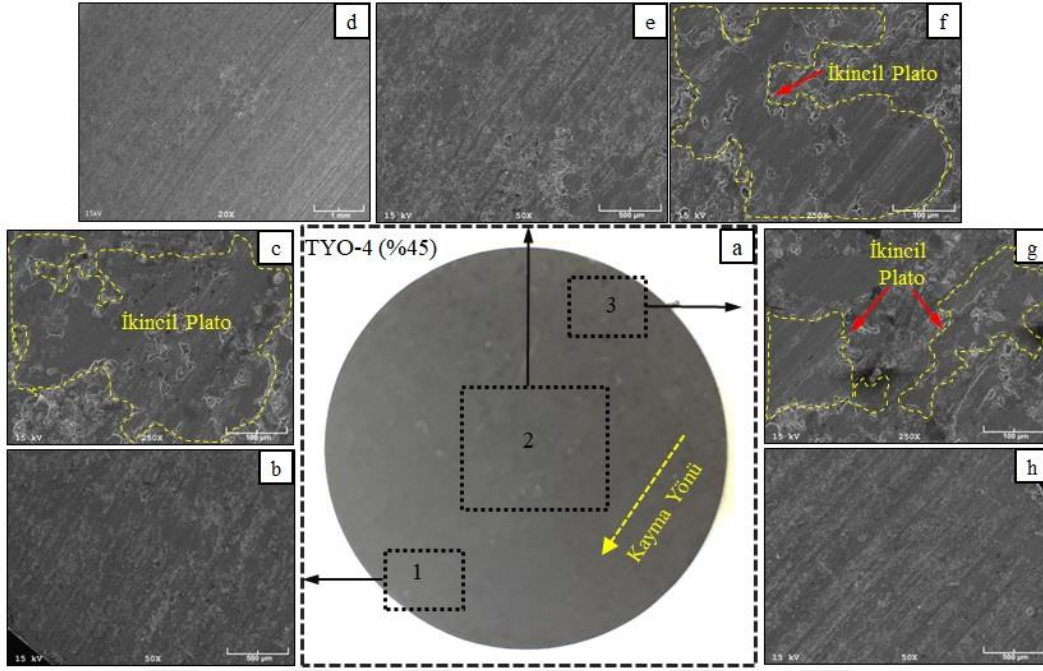 d
15kV 20X 1 mm
e
15 kV 50X 500 µm
f
İkincil Plato
15 kV 250X 100 µm
c
İkincil Plato
15 kV 250X 100 µm
TYO-4 (%45)
a
3
2
1
Kayma Yönü
g
İkincil
Plato
15 kV 250X 100 µm
b
15 kV 50X 500 µm
h
15 kV 50X 500 µm